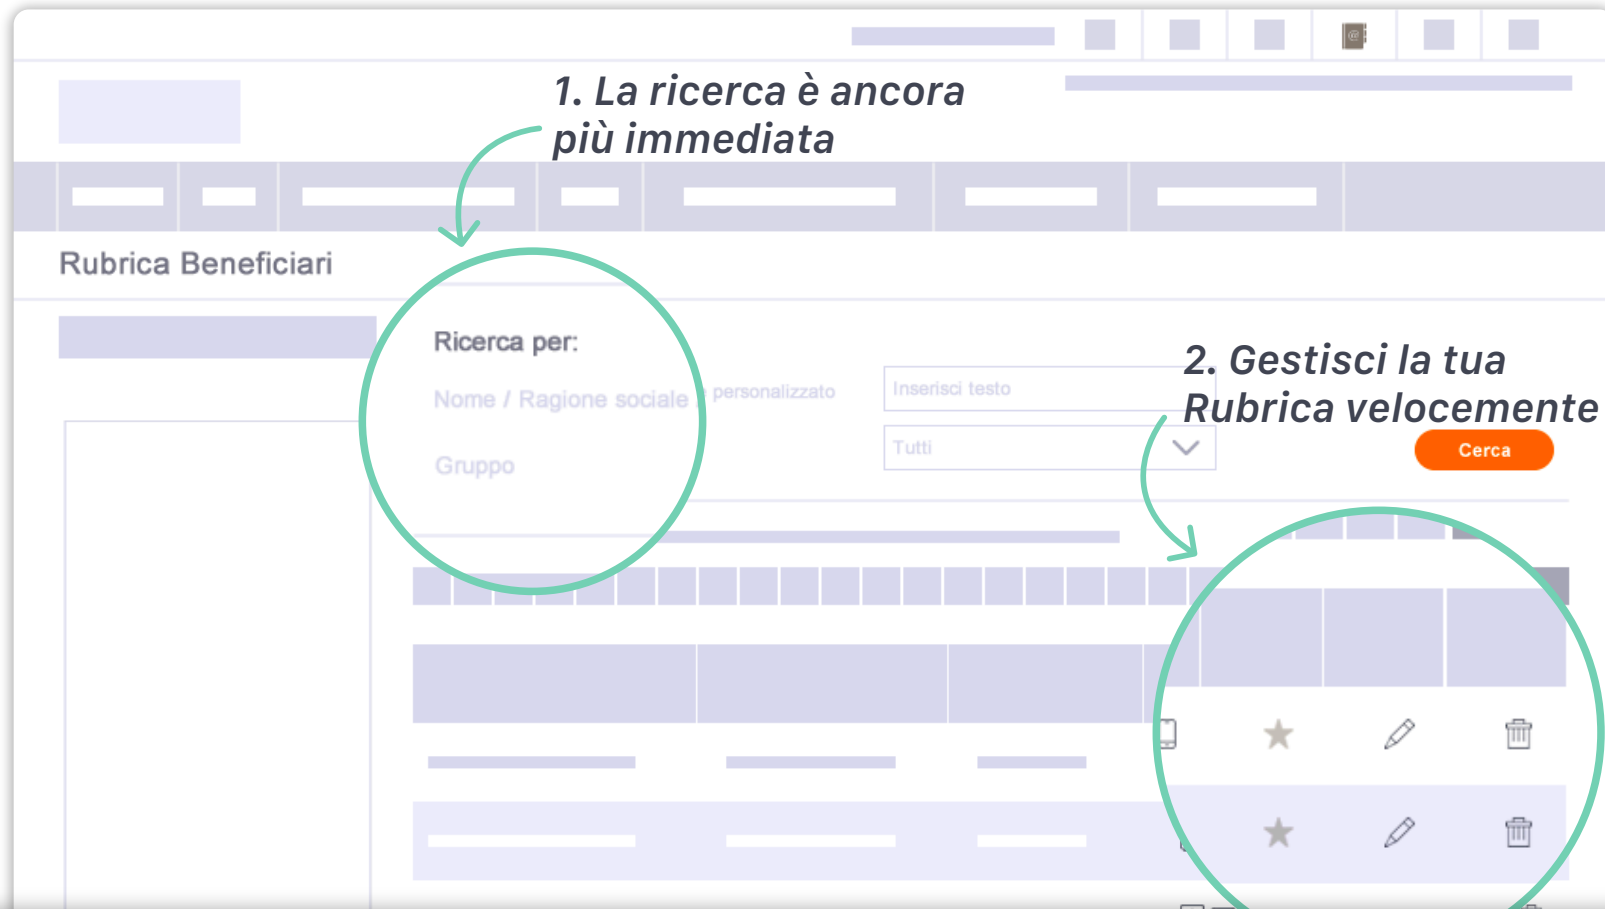 1. La ricerca è ancora
più immediata
Rubrica Beneficiari
Ricerca per:
Nome / Ragione sociale
personalizzato
Inserisci testo
Gruppo
Tutti
2. Gestisci la tua
Rubrica velocemente
Cerca